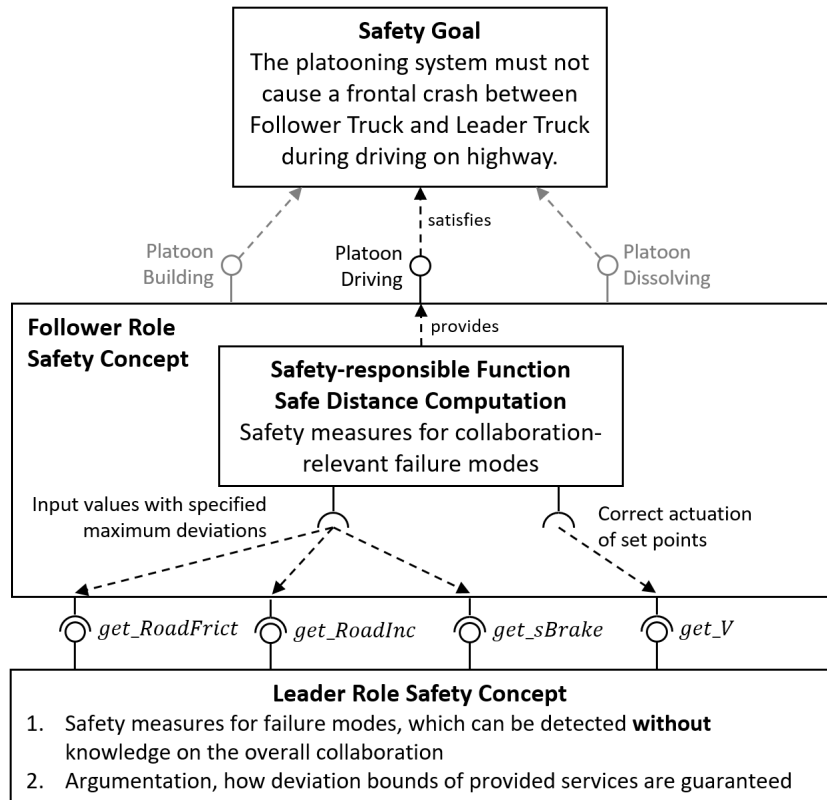 Safety Goal
The platooning system must not
cause a frontal crash between
Follower Truck and Leader Truck
during driving on highway.
satisfies
Platoon
Building
Platoon
Driving
Platoon
Dissolving
Follower Role
Safety Concept
provides
Safety-responsible Function
Safe Distance Computation
Safety measures for collaboration-
relevant failure modes
Input values with specified
maximum deviations
Correct actuation
of set points
get_RoadFrict
get_RoadInc
get_sBrake
get_V
Leader Role Safety Concept
1. Safety measures for failure modes, which can be detected without
knowledge on the overall collaboration
2. Argumentation, how deviation bounds of provided services are guaranteed